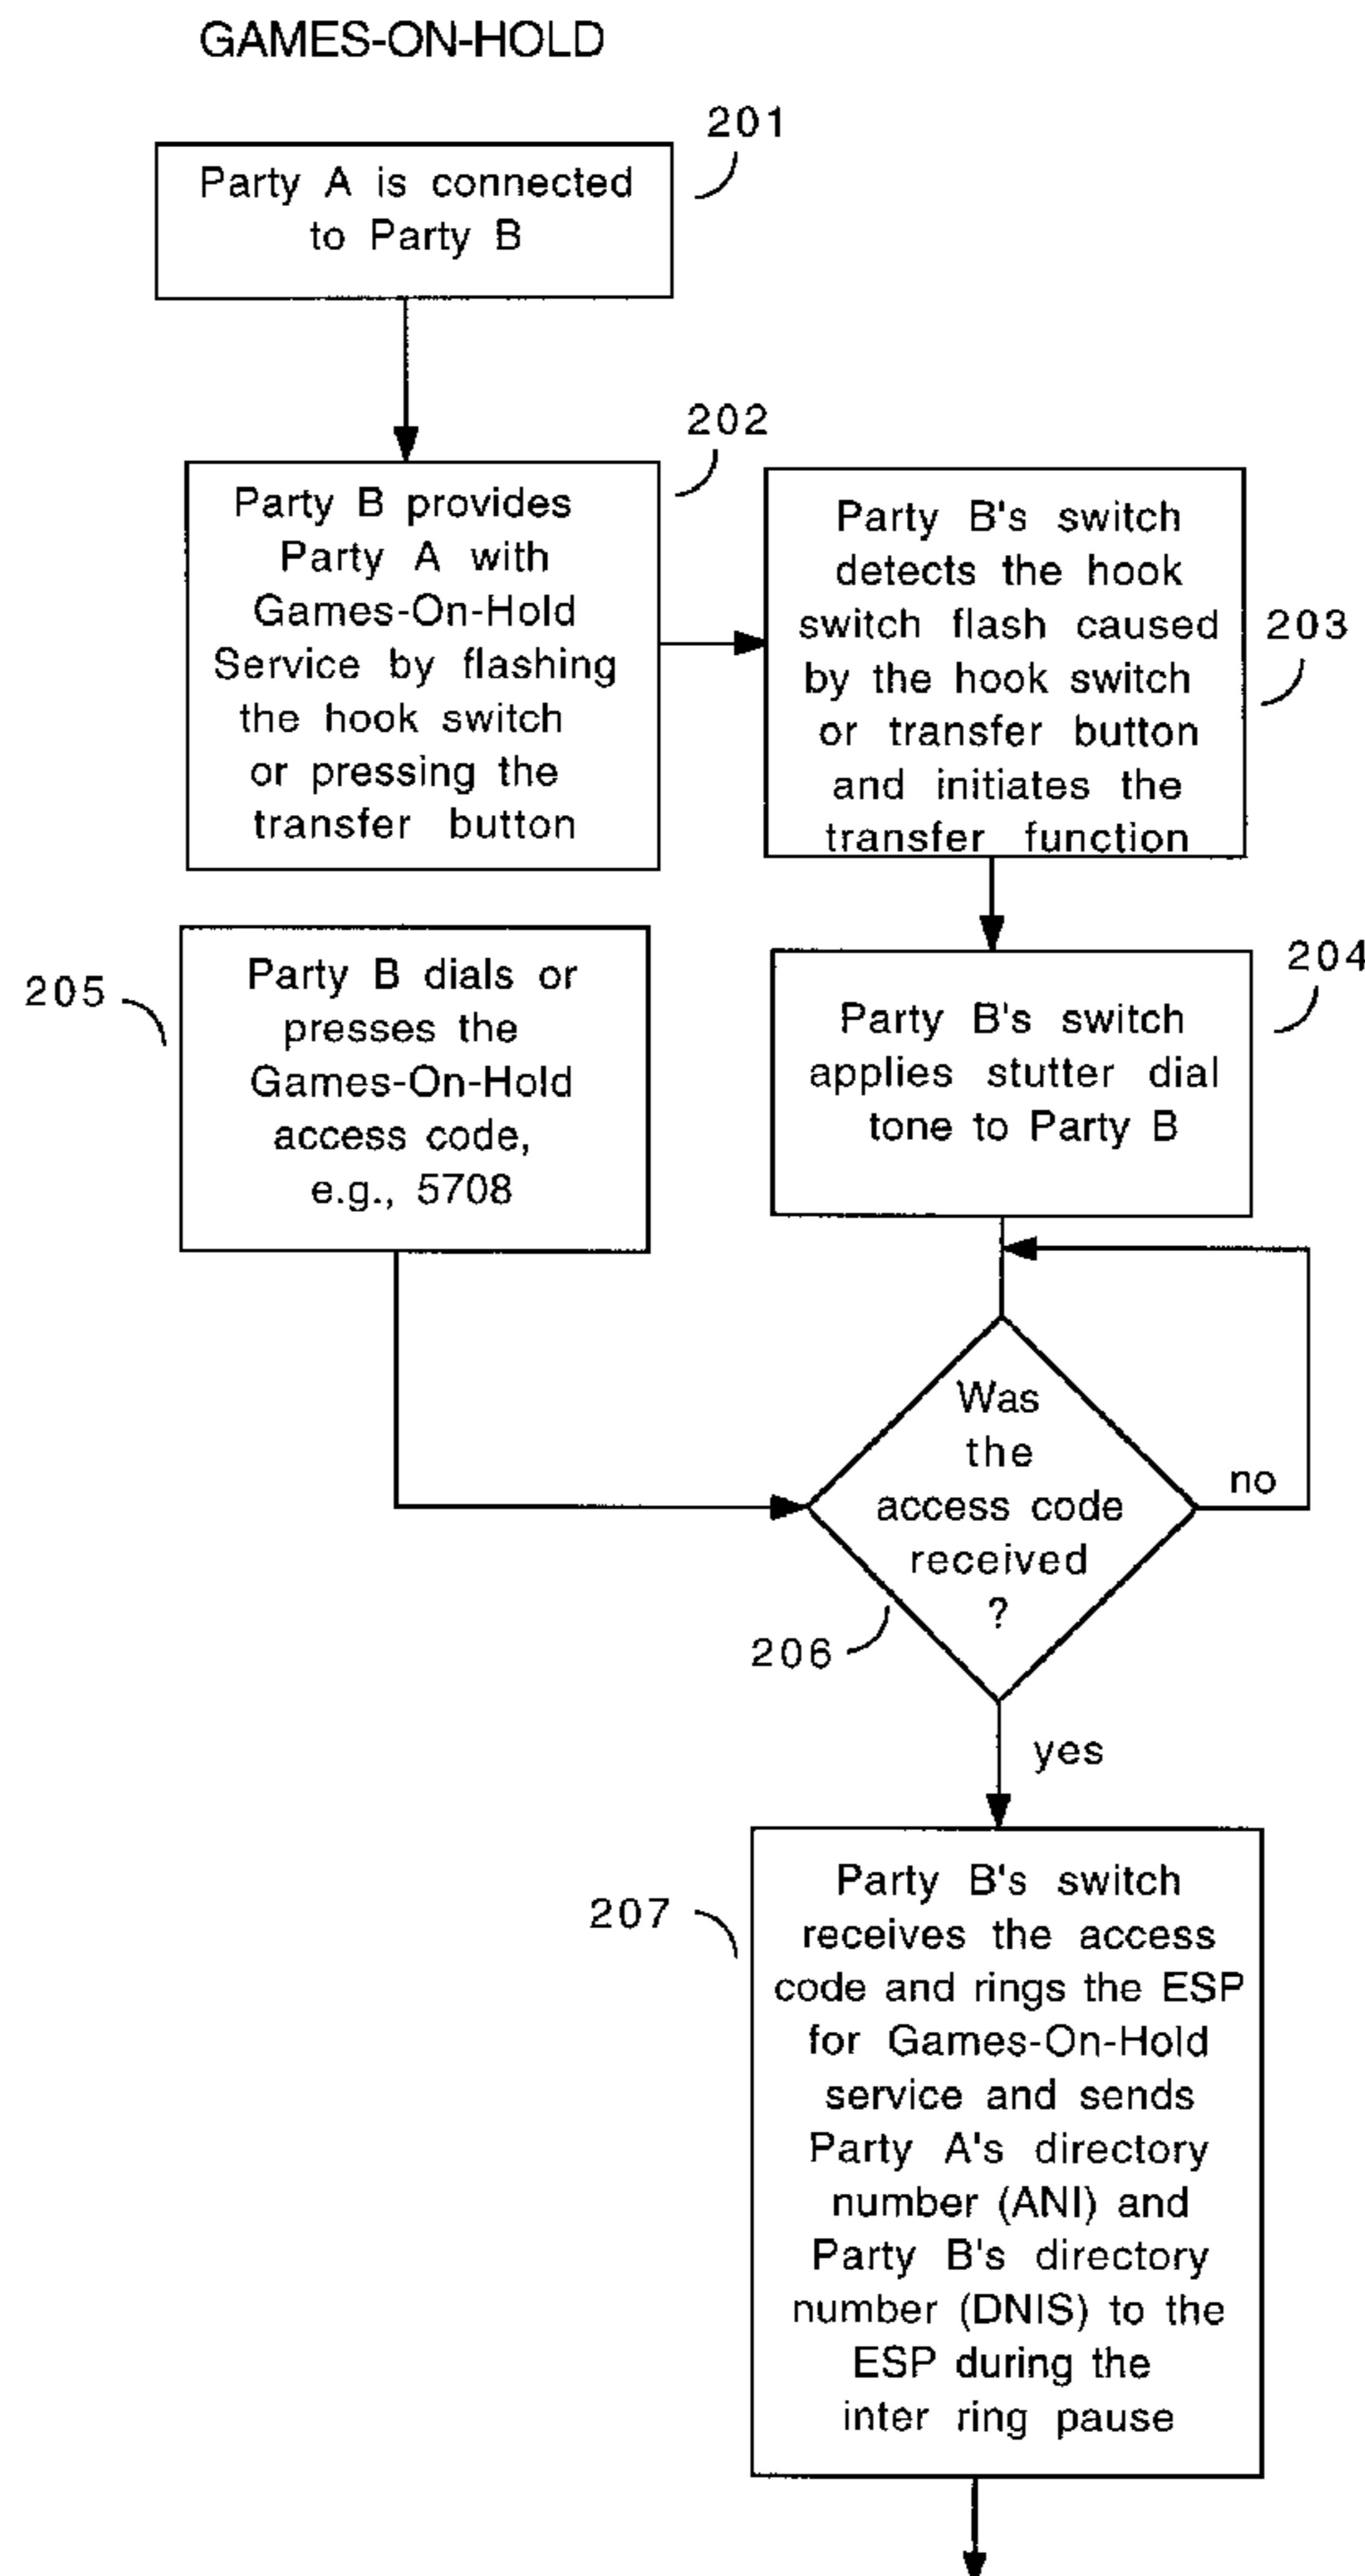 GAMES-ON-HOLD
201
Party A is connected
to Party B
202
Party B provides
Party A with
Games-On-Hold
Service by flashing
the hook switch
or pressing the
transfer button
203
Party B's switch
detects the hook
switch flash caused
by the hook switch
or transfer button
and initiates the
transfer function
204
Party B's switch
applies stutter dial
tone to Party B
205
Party B dials or
presses the
Games-On-Hold
access code,
e.g., 5708
Was
the
access code
received
?
no
206
yes
207
Party B's switch
receives the access
code and rings the ESP
for Games-On-Hold
service and sends
Party A's directory
number (ANI) and
Party B's directory
number (DNIS) to the
ESP during the
inter ring pause